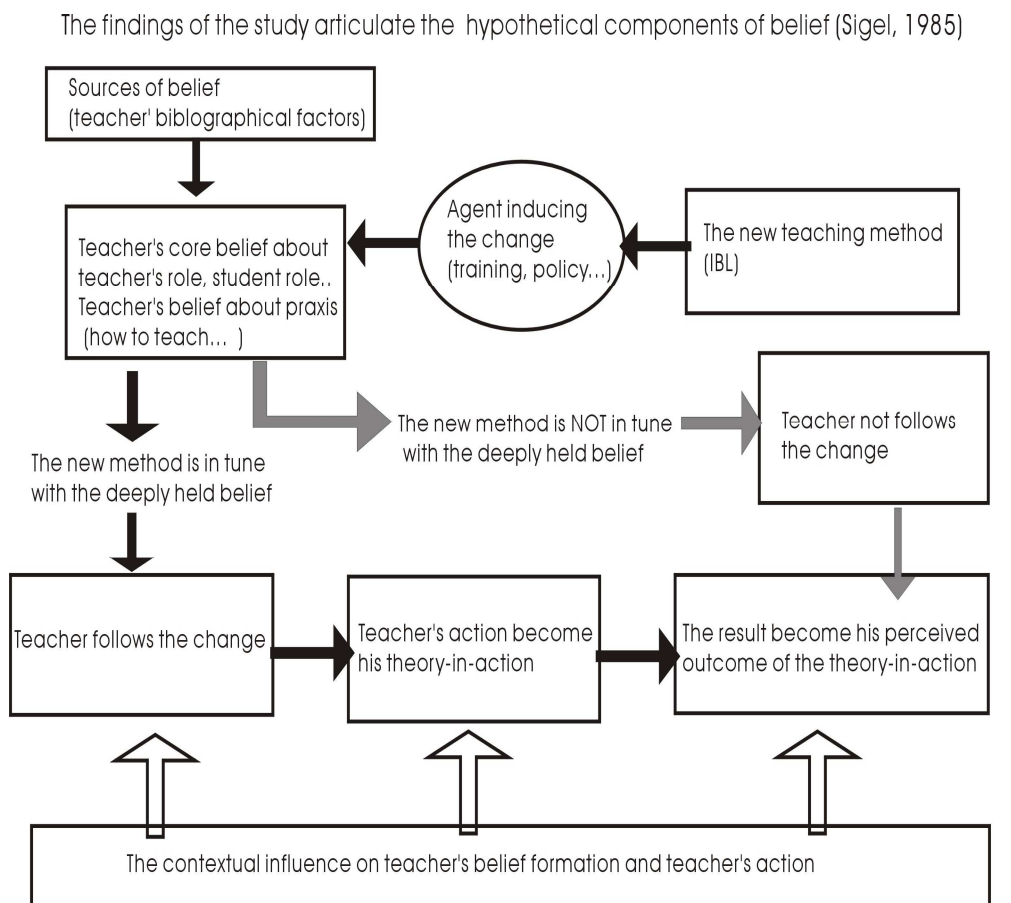 The findings of the study articulate the hypothetical components of belief (Sigel, 1985)
Sources of belief
(teacher' biblographical factors)
Agent inducing
the change
(training, policy...)
The new teaching method
(IBL)
Teacher's core belief about
teacher's role, student role..
Teacher's belief about praxis
(how to teach... )
The new method is NOT in tune
with the deeply held belief
Teacher not follows
the change
The new method is in tune
with the deeply held belief
Teacher follows the change
Teacher's action become
his theory-in-action
The result become his perceived
outcome of the theory-in-action
The contextual influence on teacher's belief formation and teacher's action